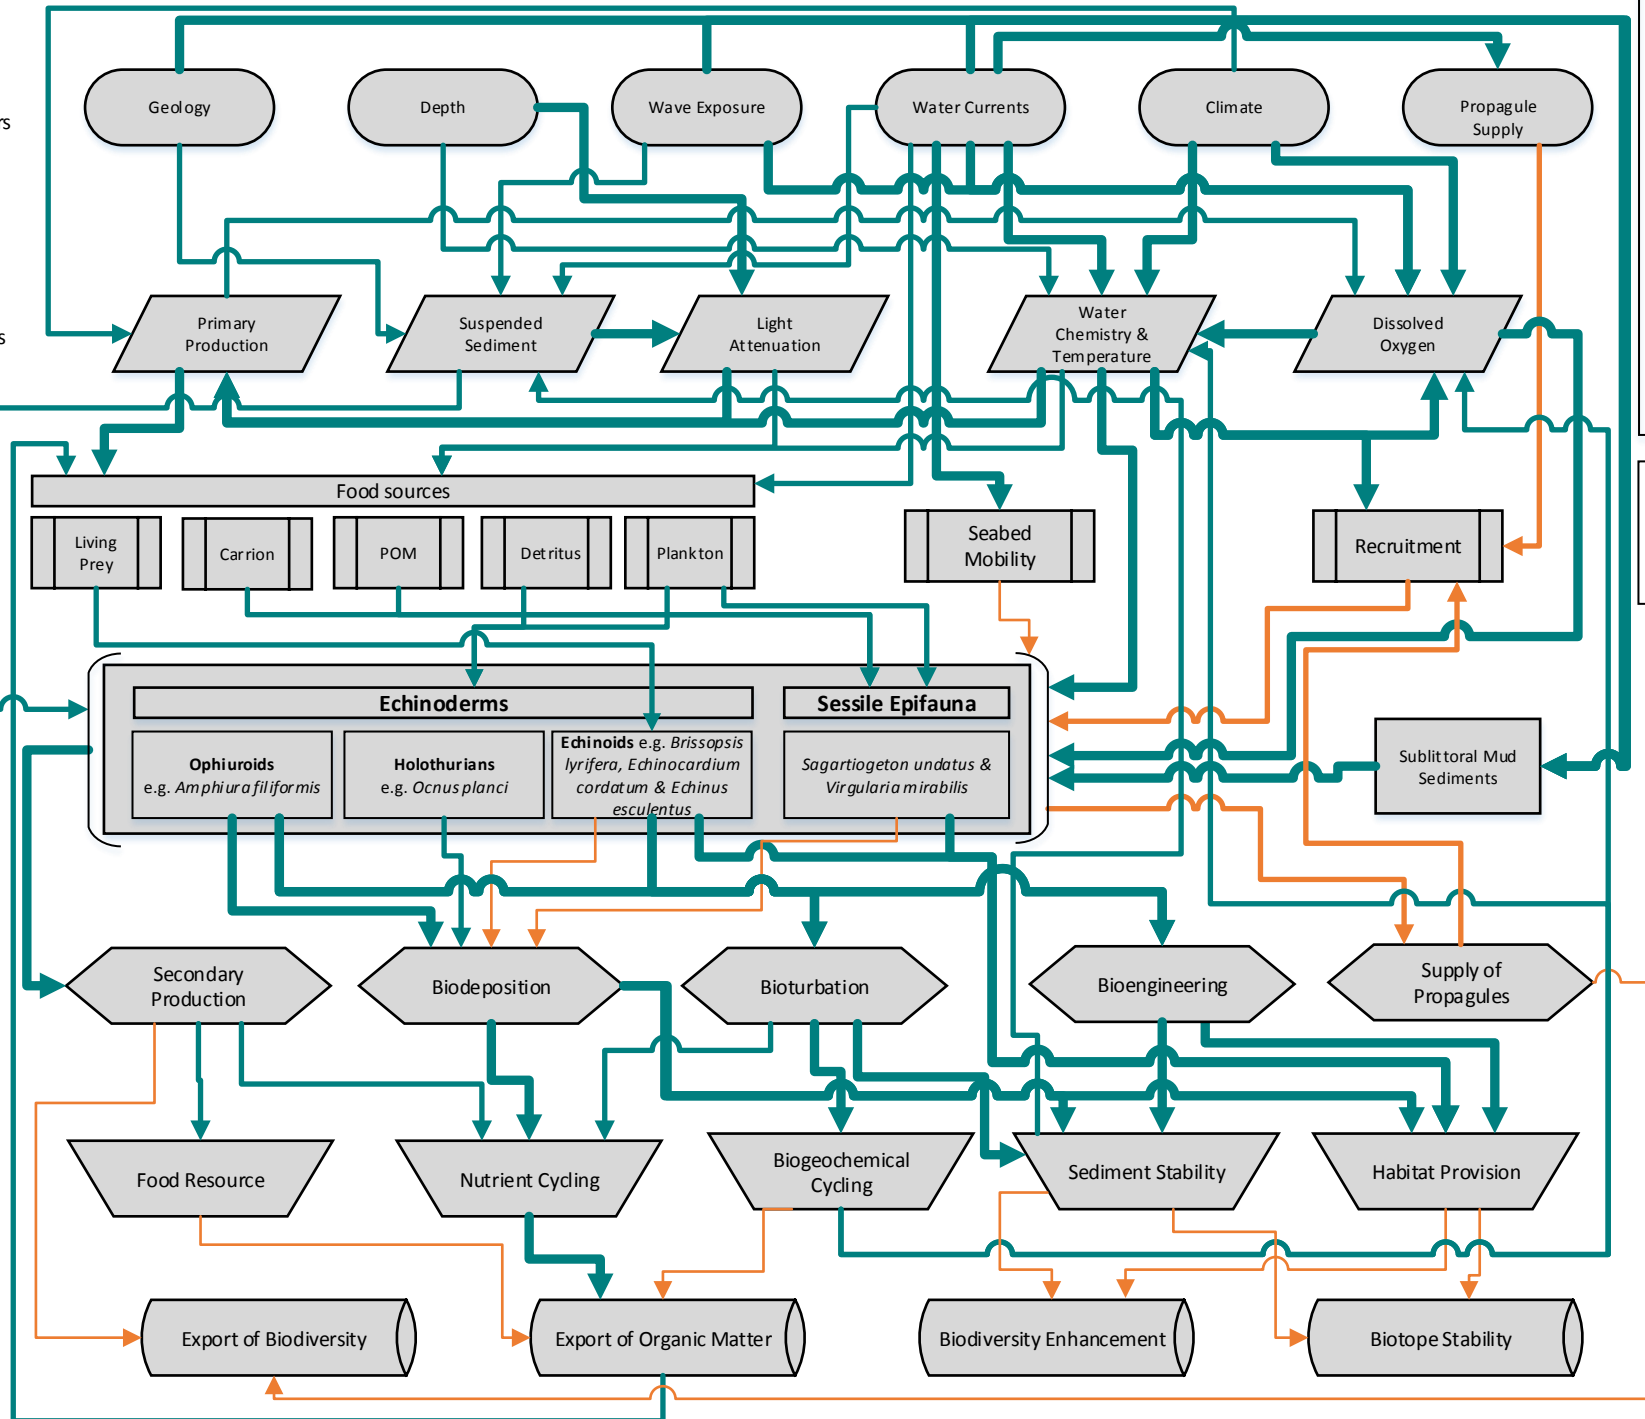 Geology
Depth
Wave Exposure
Water Currents
Climate
Propagule
Supply
rs
s
Primary
Production
Suspended
Sediment
Light
Attenuation
Water
Chemistry &
Temperature
Dissolved
Oxygen
Food sources
Living
Prey
Carrion
POM
Detritus
Plankton
Seabed
Mobility
Recruitment
Echinoderms
Sessile Epifauna
Ophiuroids
e.g. Amphiura filiformis
Holothurians
e.g. Ocnus planci
Echinoids e.g. Brissopsis
lyrifera, Echinocardium
cordatum & Echinus
esculentus
Sagartiogeton undatus &
Virgularia mirabilis
Sublittoral Mud
Sediments
Secondary
Production
Biodeposition
Bioturbation
Bioengineering
Supply of
Propagules
Food Resource
Nutrient Cycling
Biogeochemical
Cycling
Sediment Stability
Habitat Provision
Export of Biodiversity
Export of Organic Matter
Biodiversity Enhancement
Biotope Stability